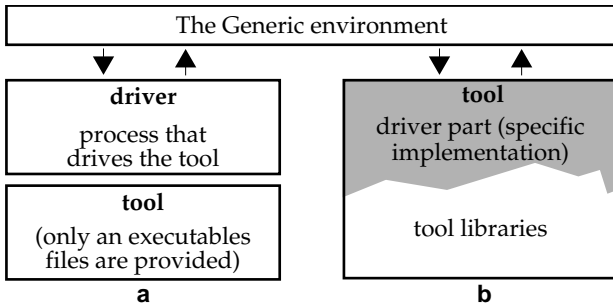 The Generic environment
driver
process that
drives the tool
tool
(only an executables
files are provided)
a
tool
driver part (specific
implementation)
tool libraries
b